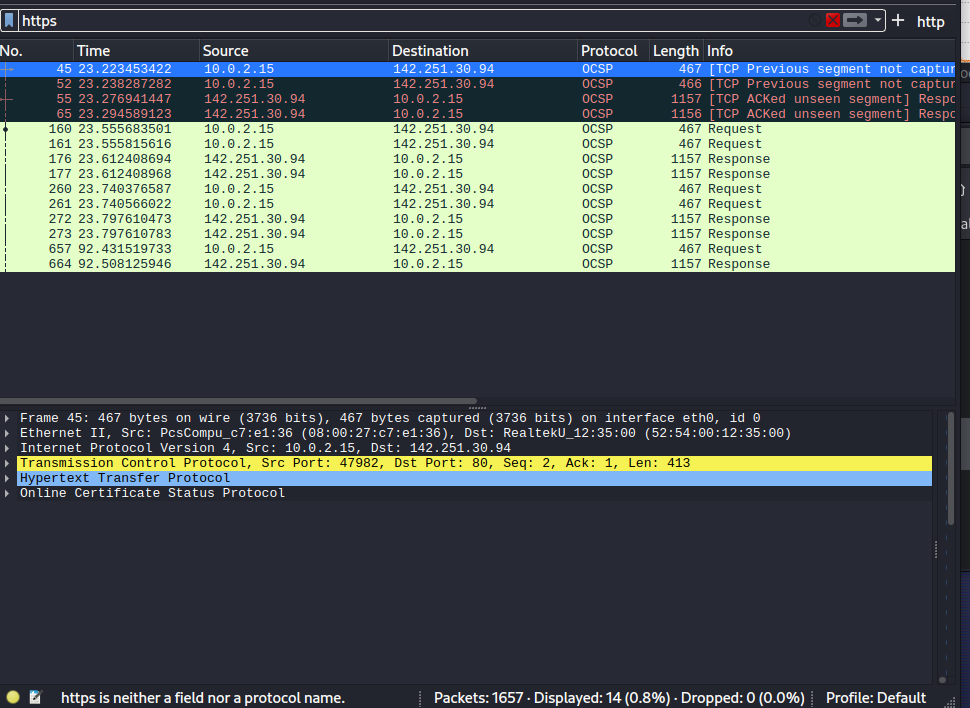 https
http
No. Time Source Destination Protocol Length Info
45 23.223453422 10.0.2.15 142.251.30.94 OCSP 467 [TCP Previous segment not captur
52 23.238287282 10.0.2.15 142.251.30.94 OCSP 466 [TCP Previous segment not captur
55 23.276941447 142.251.30.94 10.0.2.15 OCSP 1157 [TCP ACKed unseen segment] Respo
65 23.294589123 142.251.30.94 10.0.2.15 OCSP 1156 [TCP ACKed unseen segment] Respo
160 23.555683501 10.0.2.15 142.251.30.94 OCSP 467 Request
161 23.555815616 10.0.2.15 142.251.30.94 OCSP 467 Request
176 23.612408694 142.251.30.94 10.0.2.15 OCSP 1157 Response
177 23.612408968 142.251.30.94 10.0.2.15 OCSP 1157 Response
260 23.740376587 10.0.2.15 142.251.30.94 OCSP 467 Request
261 23.740566022 10.0.2.15 142.251.30.94 OCSP 467 Request
272 23.797610473 142.251.30.94 10.0.2.15 OCSP 1157 Response
273 23.797610783 142.251.30.94 10.0.2.15 OCSP 1157 Response
657 92.431519733 10.0.2.15 142.251.30.94 OCSP 467 Request
664 92.508125946 142.251.30.94 10.0.2.15 OCSP 1157 Response
Frame 45: 467 bytes on wire (3736 bits), 467 bytes captured (3736 bits) on interface eth0, id 0
Ethernet II, Src: PcsCompu_c7:e1:36 (08:00:27:c7:e1:36), Dst: RealtekU_12:35:00 (52:54:00:12:35:00)
Internet Protocol Version 4, Src: 10.0.2.15, Dst: 142.251.30.94
Transmission Control Protocol, Src Port: 47982, Dst Port: 80, Seq: 2, Ack: 1, Len: 413
Hypertext Transfer Protocol
Online Certificate Status Protocol
https is neither a field nor a protocol name. Packets: 1657 · Displayed: 14 (0.8%) · Dropped: 0 (0.0%) Profile: Default